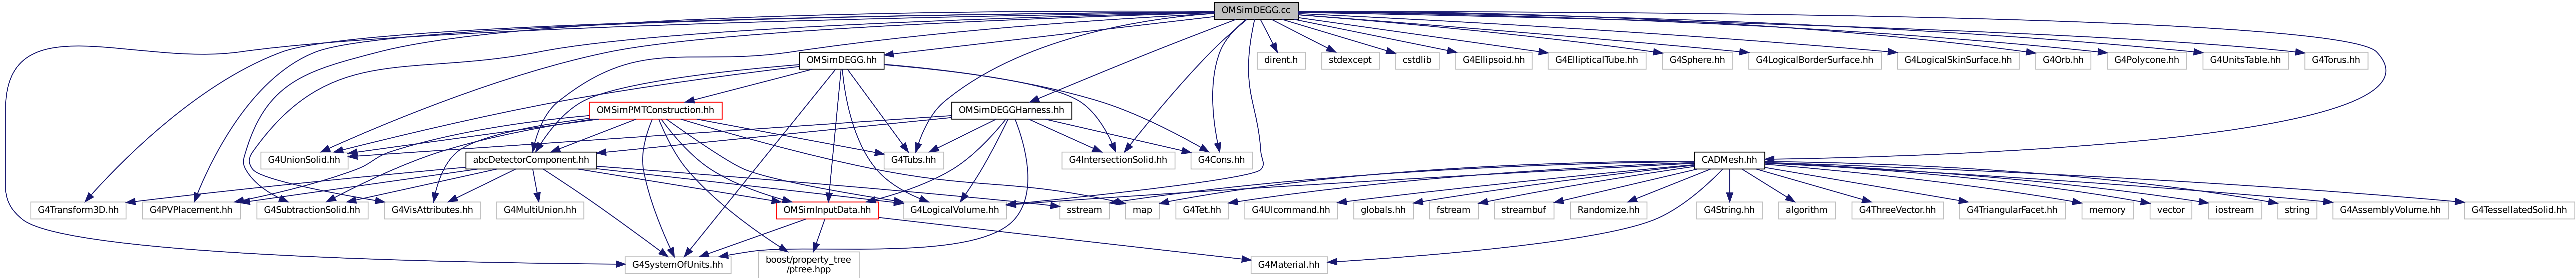 OMSimDEGG.cc
OMSimDEGG.hh
dirent.h
stdexcept
cstdlib
G4Ellipsoid.hh
G4EllipticalTube.hh
G4Sphere.hh
G4LogicalBorderSurface.hh
G4LogicalSkinSurface.hh
G4Orb.hh
G4Polycone.hh
G4UnitsTable.hh
G4Torus.hh
OMSimPMTConstruction.hh
OMSimDEGGHarness.hh
G4UnionSolid.hh
abcDetectorComponent.hh
G4Tubs.hh
G4IntersectionSolid.hh
G4Cons.hh
CADMesh.hh
G4Transform3D.hh
G4PVPlacement.hh
G4SubtractionSolid.hh
G4VisAttributes.hh
G4MultiUnion.hh
OMSimInputData.hh
G4LogicalVolume.hh
sstream
map
G4Tet.hh
G4UIcommand.hh
globals.hh
fstream
streambuf
Randomize.hh
G4String.hh
algorithm
G4ThreeVector.hh
G4TriangularFacet.hh
memory
vector
iostream
string
G4AssemblyVolume.hh
G4TessellatedSolid.hh
G4SystemOfUnits.hh
boost/property_tree
/ptree.hpp
G4Material.hh